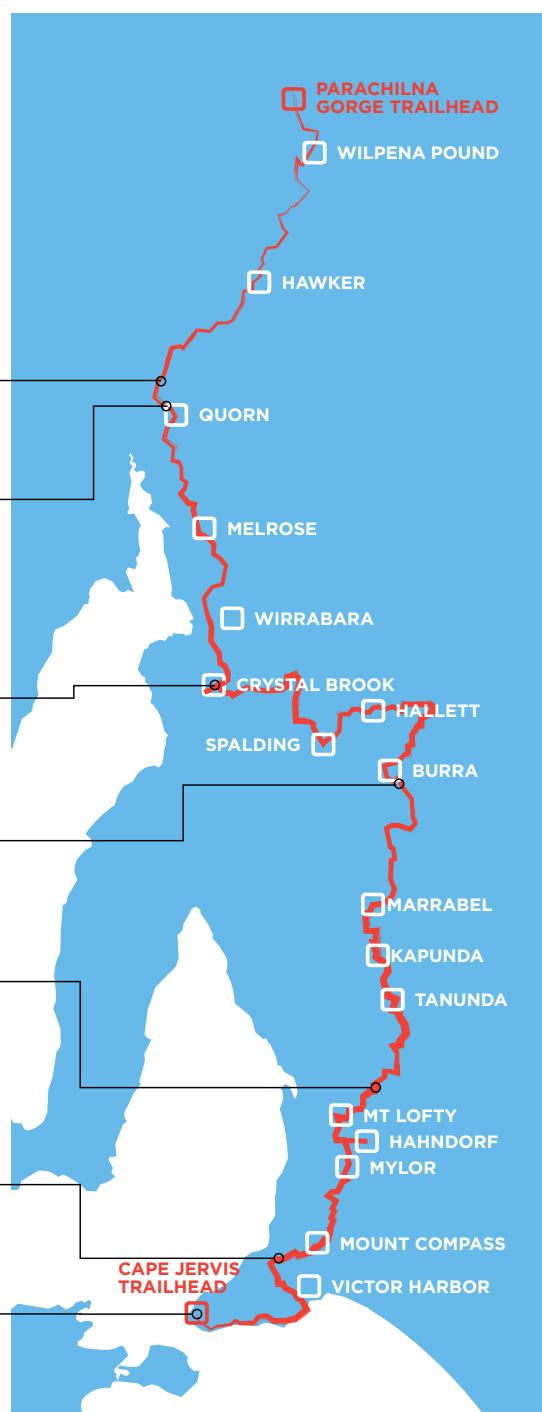 PARACHILNA
GORGE TRAILHEAD
WILPENA POUND
HAWKER
QUORN
MELROSE
WIRRABARA
CRYSTAL BROOK
HALLETT
SPALDING
BURRA
MARRABEL
KAPUNDA
TANUNDA
MT LOFTY
HAHNDORF
MYLOR
MOUNT COMPASS
CAPE JERVIS
TRAILHEAD
VICTOR HARBOR